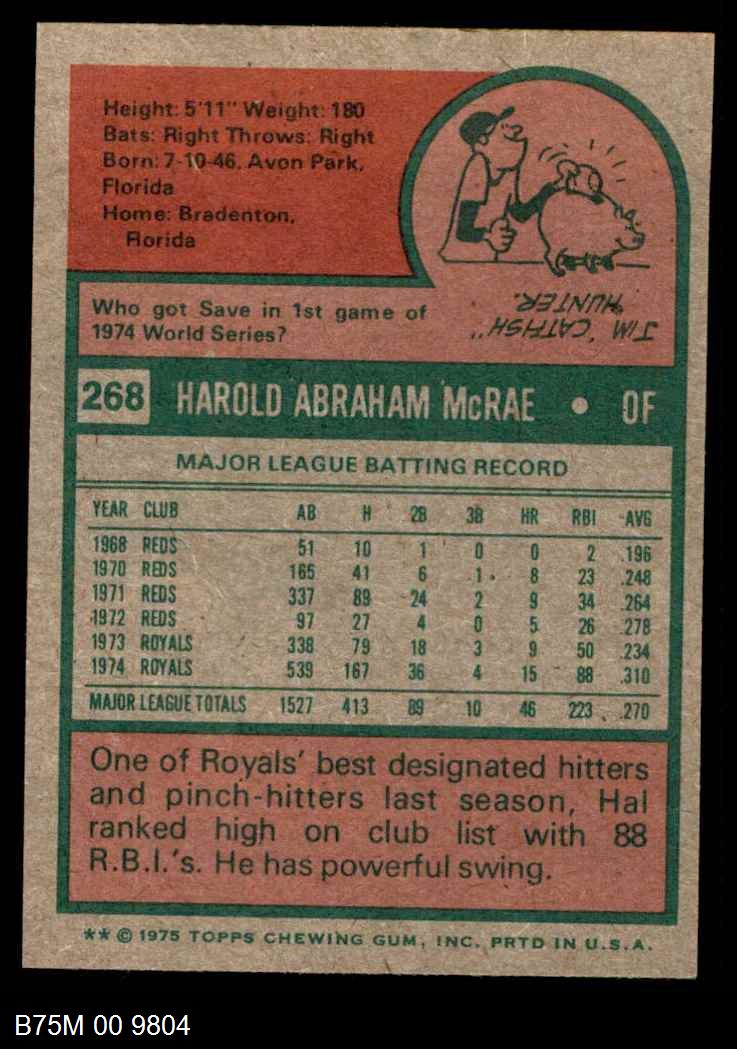 Height: 5'11" Weight: 180
Bats: Right Throws: Right
Born: 7-10-46, Avon Park,
Florida
Home: Bradenton,
Florida
Who got Save in 1st game of
1974 World Series?
JIM "CATFISH"
HUNTER.
268 HAROLD ABRAHAM McRAE • OF
MAJOR LEAGUE BATTING RECORD
YEAR CLUB AB H 2B 3B HR RBI AVG
1968 REDS 51 10 1 0 0 2 .196
1970 REDS 165 41 6 1 8 23 .248
1971 REDS 337 89 24 2 9 34 .264
1972 REDS 97 27 4 0 5 26 .278
1973 ROYALS 338 79 18 3 9 50 .234
1974 ROYALS 539 167 36 4 15 88 .310
MAJOR LEAGUE TOTALS 1527 413 89 10 46 223 .270
One of Royals' best designated hitters
and pinch-hitters last season, Hal
ranked high on club list with 88
R.B.I.'s. He has powerful swing.
** © 1975 TOPPS CHEWING GUM, INC. PRTD IN U.S.A.
B75M 00 9804